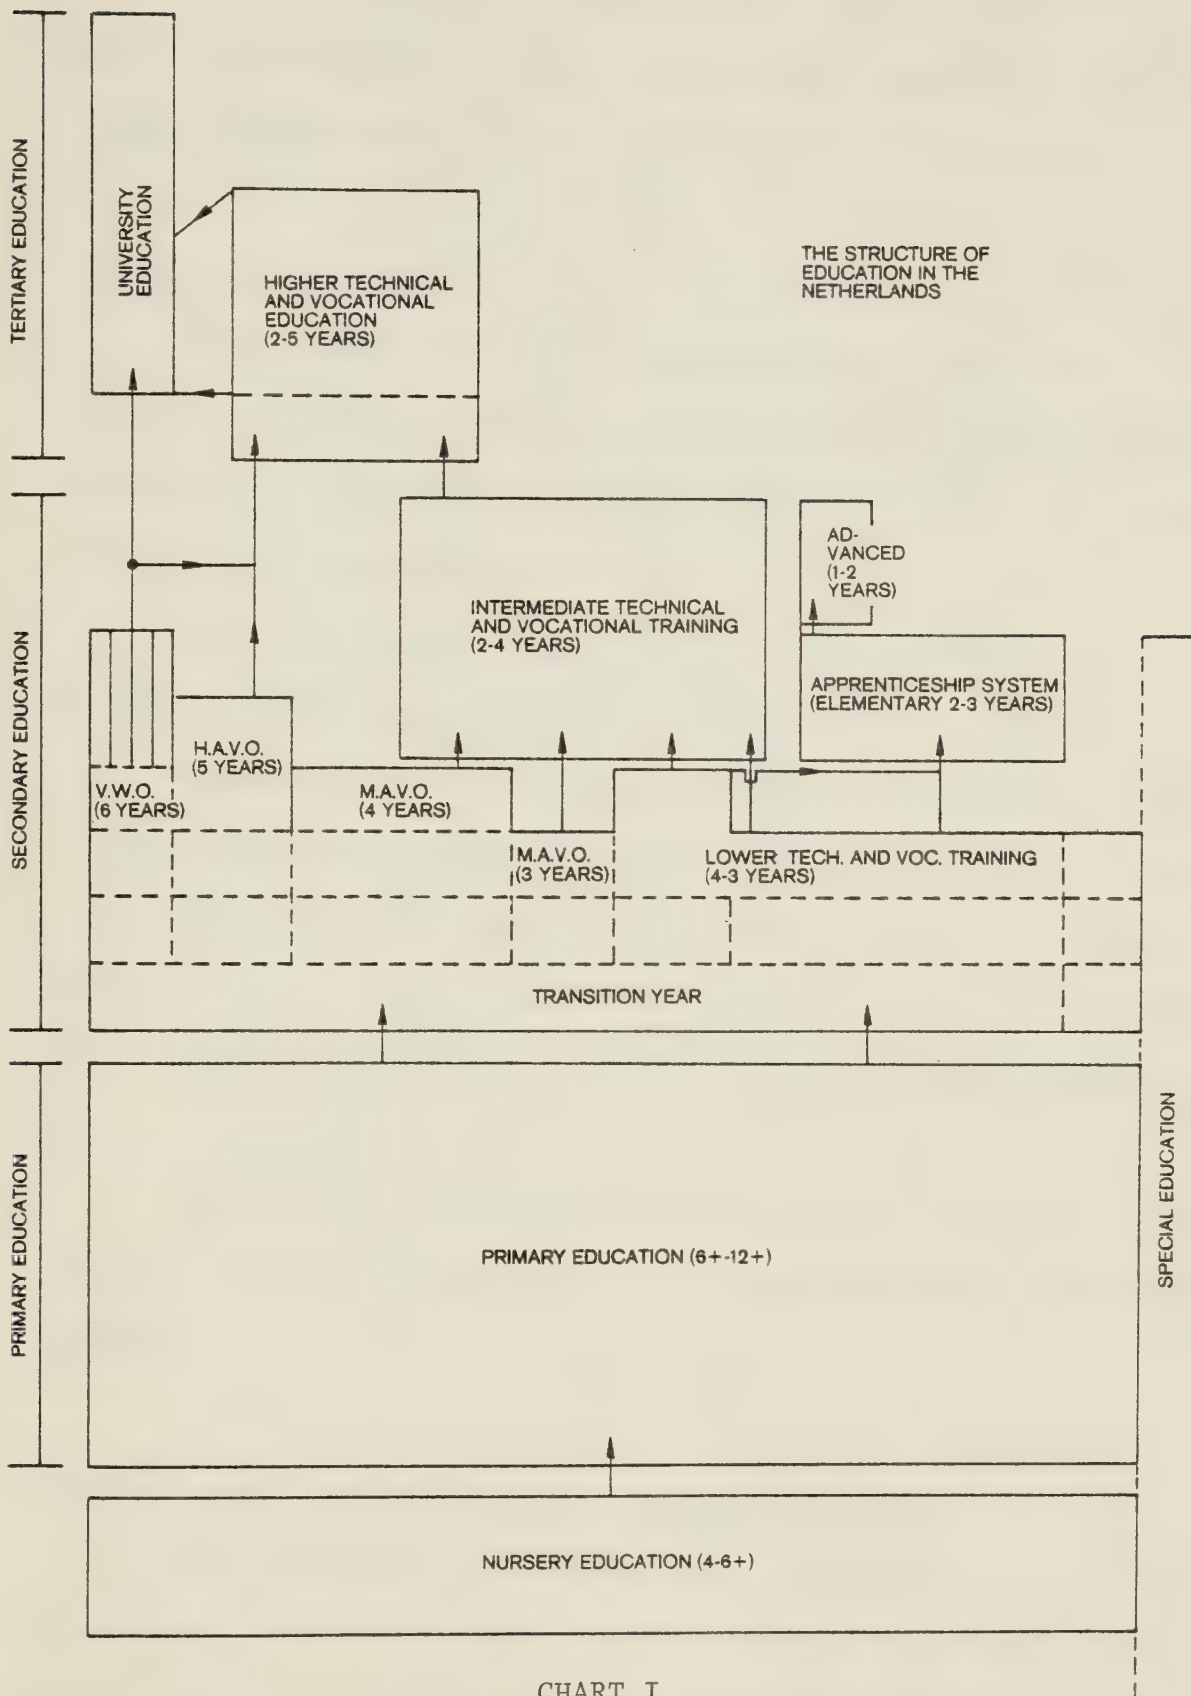 TERTIARY EDUCATION
UNIVERSITY
EDUCATION
HIGHER TECHNICAL
AND VOCATIONAL
EDUCATION
(2-5 YEARS)
THE STRUCTURE OF
EDUCATION IN THE
NETHERLANDS
SECONDARY EDUCATION
INTERMEDIATE TECHNICAL
AND VOCATIONAL TRAINING
(2-4 YEARS)
AD-
VANCED
(1-2
YEARS)
APPRENTICESHIP SYSTEM
(ELEMENTARY 2-3 YEARS)
V.W.O.
(6 YEARS)
H.A.V.O.
(5 YEARS)
M.A.V.O.
(4 YEARS)
M.A.V.O.
(3 YEARS)
LOWER TECH. AND VOC. TRAINING
(4-3 YEARS)
TRANSITION YEAR
PRIMARY EDUCATION
PRIMARY EDUCATION (6+-12+)
SPECIAL EDUCATION
NURSERY EDUCATION (4-6+)
CHART I